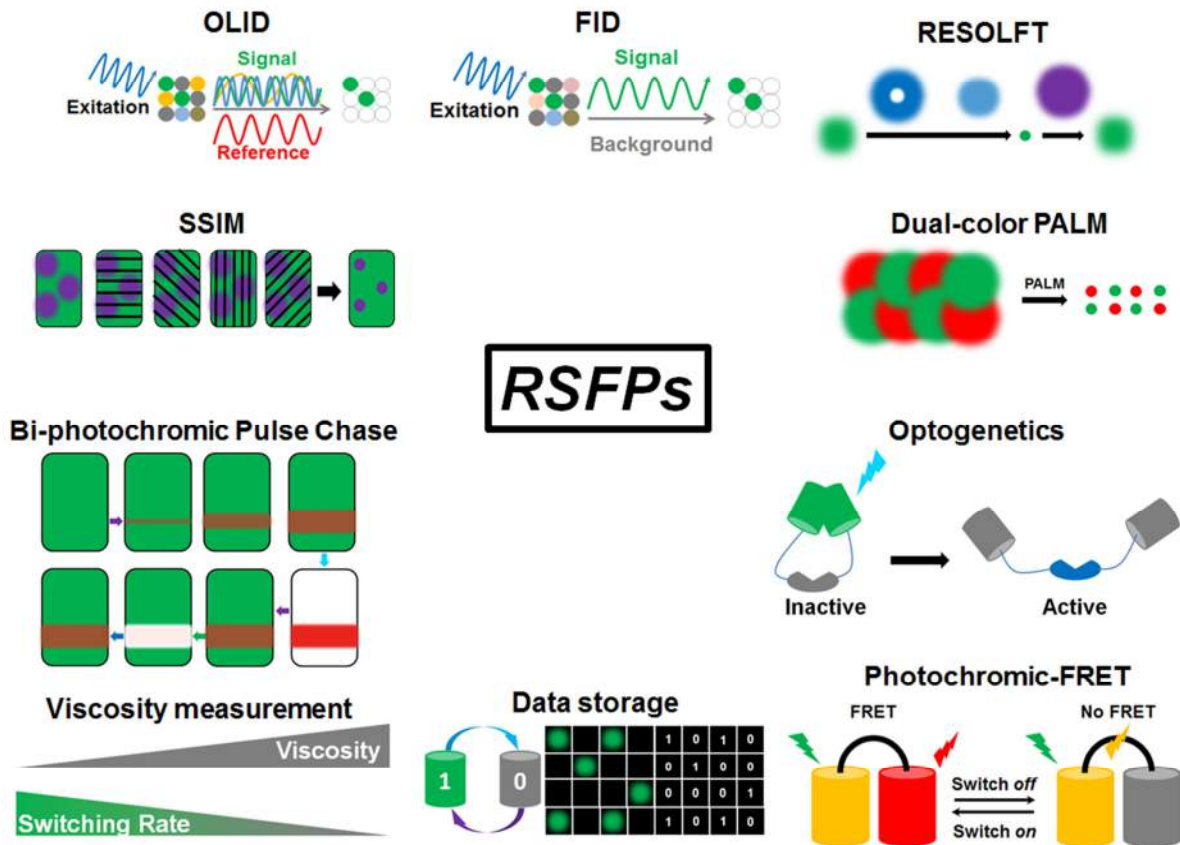 OLID
Signal
Exitation
Reference
FID
Signal
Exitation
Background
RESOLFT
SSIM
Dual-color PALM
PALM
RSFPs
Bi-photochromic Pulse Chase
Optogenetics
Inactive
Active
Viscosity measurement
Viscosity
Switching Rate
Data storage
1
0
1 0 1 0
0 1 0 0
0 0 0 1
1 0 1 0
Photochromic-FRET
FRET
No FRET
Switch off
Switch on